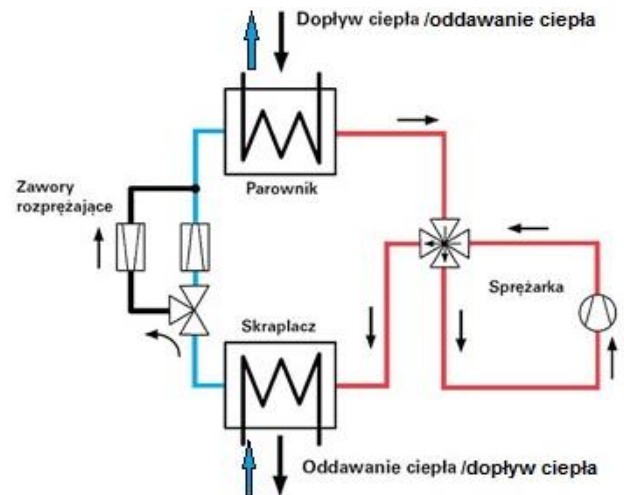 Dopływ ciepła /oddawanie ciepła
Parownik
Zawory
rozprężające
Sprężarka
Skraplacz
Oddawanie ciepła /dopływ ciepła